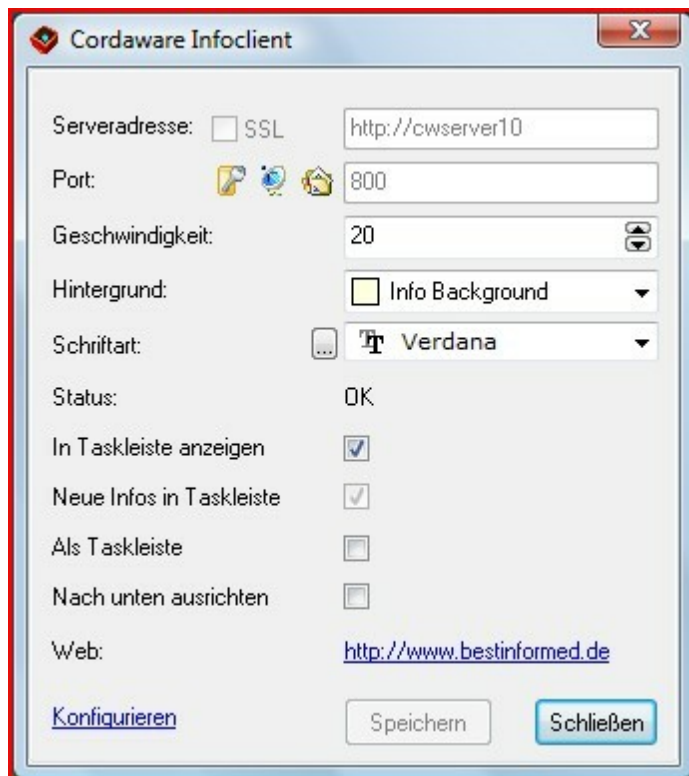 Cordaware Infoclient
Serveradresse: SSL http://cwserver10
Port: 800
Geschwindigkeit: 20
Hintergrund: Info Background
Schriftart: ... Verdana
Status: OK
In Taskleiste anzeigen
Neue Infos in Taskleiste
Als Taskleiste
Nach unten ausrichten
Web: http://www.bestinformed.de
Konfigurieren Speichern Schließen